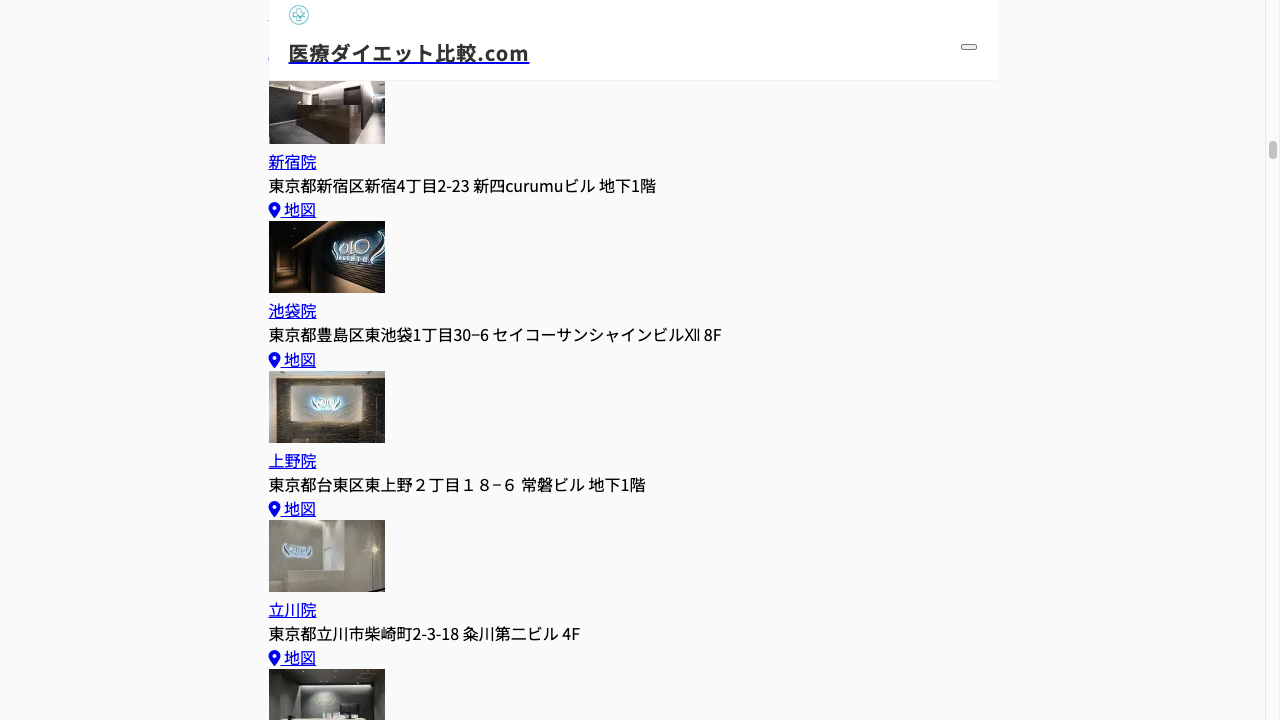 医療ダイエット比較.com
新宿院
東京都新宿区新宿4丁目2-23 新四curumuビル 地下1階
地図
池袋院
東京都豊島区東池袋1丁目30−6 セイコーサンシャインビルⅫ 8F
地図
上野院
東京都台東区東上野２丁目１８−６ 常磐ビル 地下1階
地図
立川院
東京都立川市柴崎町2-3-18 粂川第二ビル 4F
地図